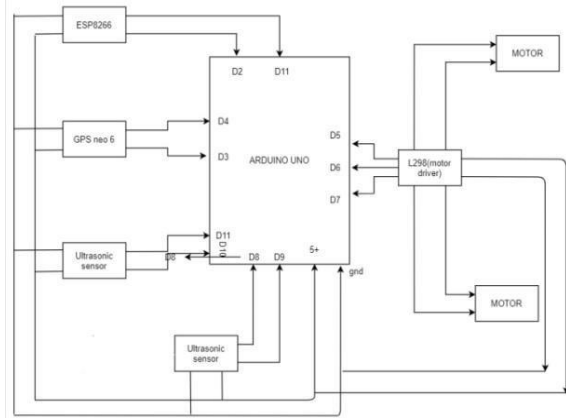 ESP8266
MOTOR
D2
D11
D4
GPS neo 6
D3
ARDUINO UNO
D5
D6
D7
L298(motor
driver)
D11
D10
D8
D8
D9
5+
gnd
Ultrasonic
sensor
MOTOR
Ultrasonic
sensor